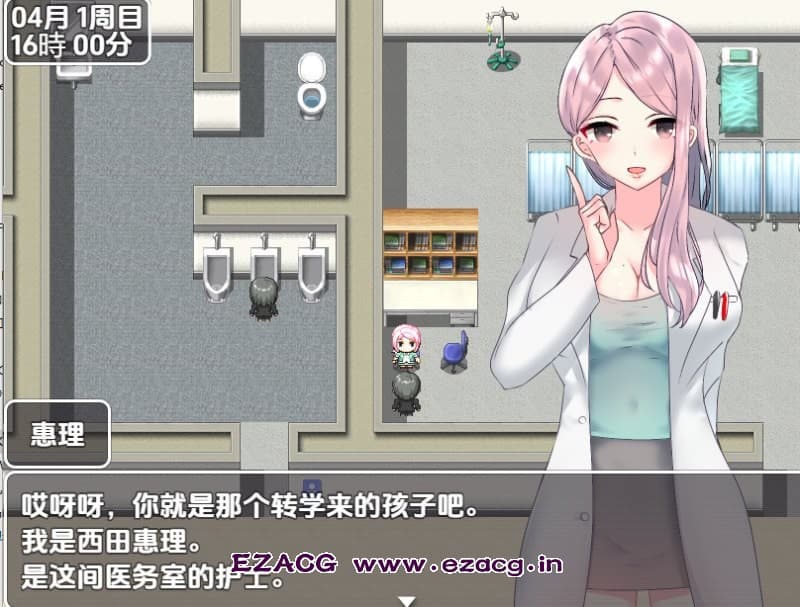 04月 1周目
16時 00分
惠理
哎呀呀，你就是那个转学来的孩子吧。
我是西田惠理。
是这间医务室的护士。
EZACG www.ezacg.in